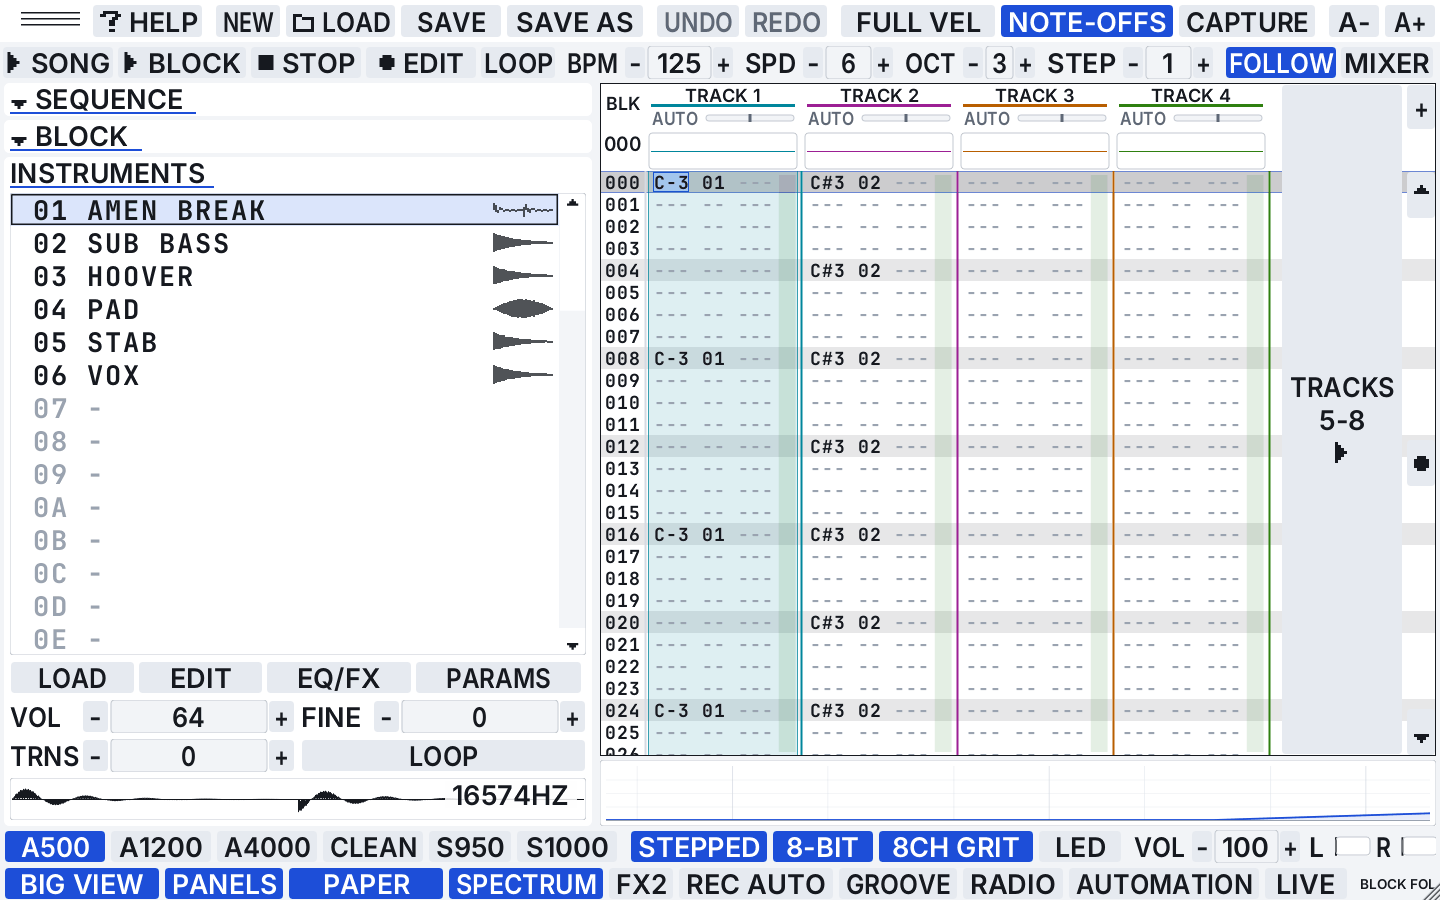 ? HELP NEW LOAD SAVE SAVE AS UNDO REDO FULL VEL NOTE-OFFS CAPTURE A- A+
SONG BLOCK STOP EDIT LOOP BPM - 125 + SPD - 6 + OCT - 3 + STEP - 1 + FOLLOW MIXER
SEQUENCE
BLOCK
INSTRUMENTS
01 AMEN BREAK
02 SUB BASS
03 HOOVER
04 PAD
05 STAB
06 VOX
07 -
08 -
09 -
0A -
0B -
0C -
0D -
0E -
LOAD EDIT EQ/FX PARAMS
VOL - 64 + FINE - 0 +
TRNS - 0 + LOOP
16574HZ
BLK TRACK 1 TRACK 2 TRACK 3 TRACK 4 +
AUTO AUTO AUTO AUTO
000
000 C-3 01 --- C#3 02 --- --- -- --- --- -- ---
001 --- -- --- --- -- --- --- -- --- --- -- ---
002 --- -- --- --- -- --- --- -- --- --- -- ---
003 --- -- --- --- -- --- --- -- --- --- -- ---
004 --- -- --- C#3 02 --- --- -- --- --- -- ---
005 --- -- --- --- -- --- --- -- --- --- -- ---
006 --- -- --- --- -- --- --- -- --- --- -- ---
007 --- -- --- --- -- --- --- -- --- --- -- ---
008 C-3 01 --- C#3 02 --- --- -- --- --- -- ---
009 --- -- --- --- -- --- --- -- --- --- -- ---
010 --- -- --- --- -- --- --- -- --- --- -- ---
011 --- -- --- --- -- --- --- -- --- --- -- ---
012 --- -- --- C#3 02 --- --- -- --- --- -- ---
013 --- -- --- --- -- --- --- -- --- --- -- ---
014 --- -- --- --- -- --- --- -- --- --- -- ---
015 --- -- --- --- -- --- --- -- --- --- -- ---
016 C-3 01 --- C#3 02 --- --- -- --- --- -- ---
017 --- -- --- --- -- --- --- -- --- --- -- ---
018 --- -- --- --- -- --- --- -- --- --- -- ---
019 --- -- --- --- -- --- --- -- --- --- -- ---
020 --- -- --- C#3 02 --- --- -- --- --- -- ---
021 --- -- --- --- -- --- --- -- --- --- -- ---
022 --- -- --- --- -- --- --- -- --- --- -- ---
023 --- -- --- --- -- --- --- -- --- --- -- ---
024 C-3 01 --- C#3 02 --- --- -- --- --- -- ---
025 --- -- --- --- -- --- --- -- --- --- -- ---
026 --- -- --- --- -- --- --- -- --- --- -- ---
TRACKS
5-8
A500 A1200 A4000 CLEAN S950 S1000 STEPPED 8-BIT 8CH GRIT LED VOL - 100 + L R
BIG VIEW PANELS PAPER SPECTRUM FX2 REC AUTO GROOVE RADIO AUTOMATION LIVE BLOCK FOL